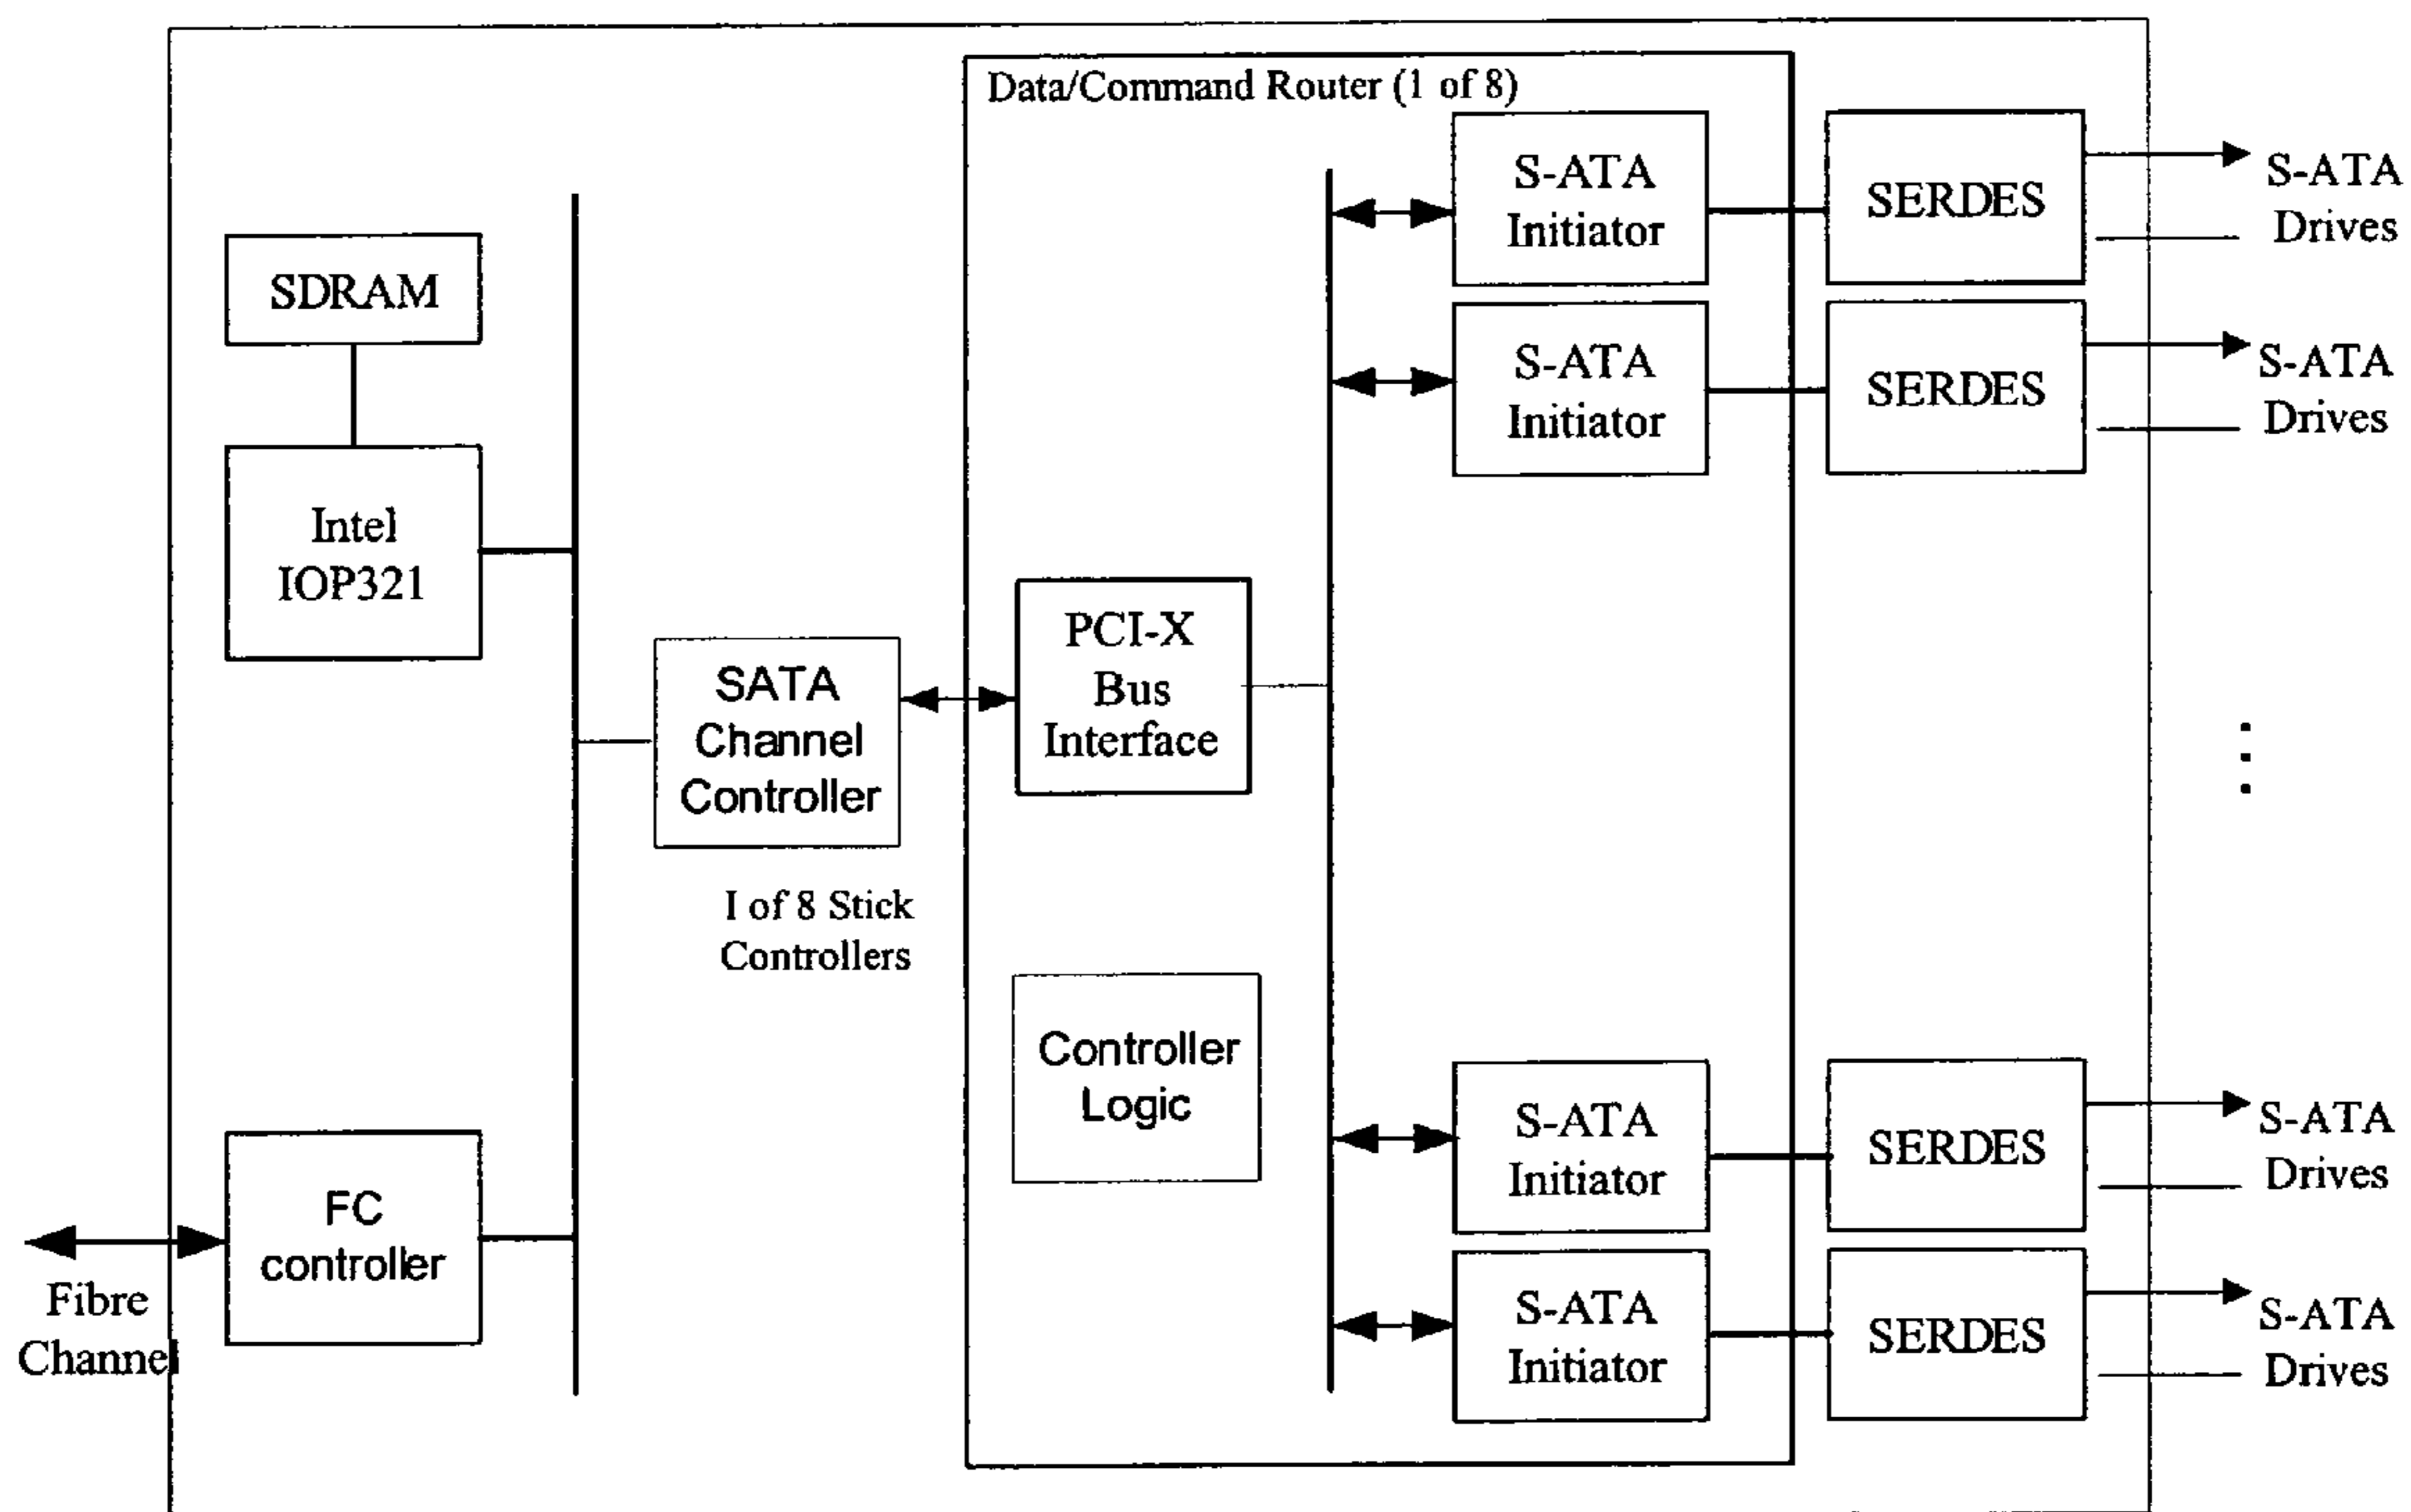 Data/Command Router (1 of 8)
S-ATA
Initiator
SERDES
S-ATA
Drives
SDRAM
S-ATA
Initiator
SERDES
S-ATA
Drives
Intel
IOP321
SATA
Channel
Controller
PCI-X
Bus
Interface
I of 8 Stick
Controllers
Controller
Logic
S-ATA
Initiator
SERDES
S-ATA
Drives
FC
controller
Fibre
Channel
S-ATA
Initiator
SERDES
S-ATA
Drives